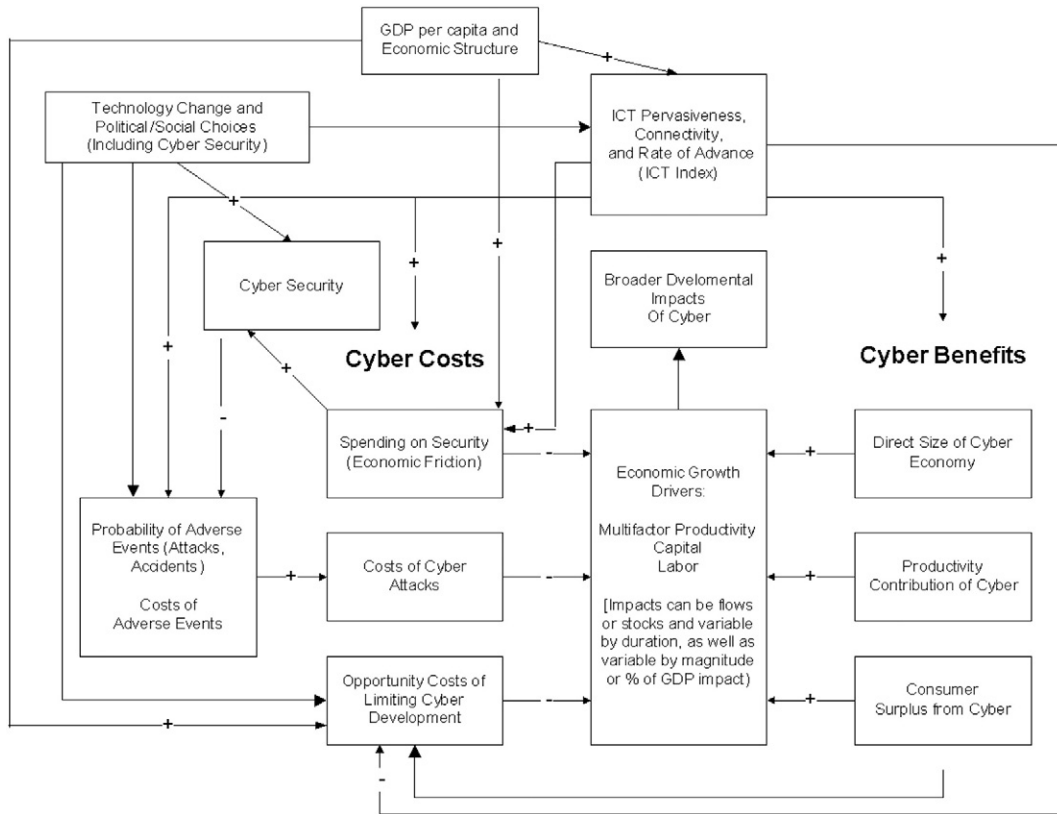 GDP per capita and
Economic Structure
+
Technology Change and
Political/Social Choices
(Including Cyber Security)
ICT Pervasiveness,
Connectivity,
and Rate of Advance
(ICT Index)
+
+
+
+
Cyber Security
Broader Dvelomental
Impacts
Of Cyber
+
Cyber Costs
Cyber Benefits
+
-
+
Spending on Security
(Economic Friction)
-
Economic Growth
Drivers:
Multifactor Productivity
Capital
Labor
[Impacts can be flows
or stocks and variable
by duration, as well as
variable by magnitude
or % of GDP impact)
+
Direct Size of Cyber
Economy
Probability of Adverse
Events (Attacks,
Accidents)
Costs of
Adverse Events
+
Costs of Cyber
Attacks
-
+
Productivity
Contribution of Cyber
Opportunity Costs of
Limiting Cyber
Development
-
+
Consumer
Surplus from Cyber
+
-